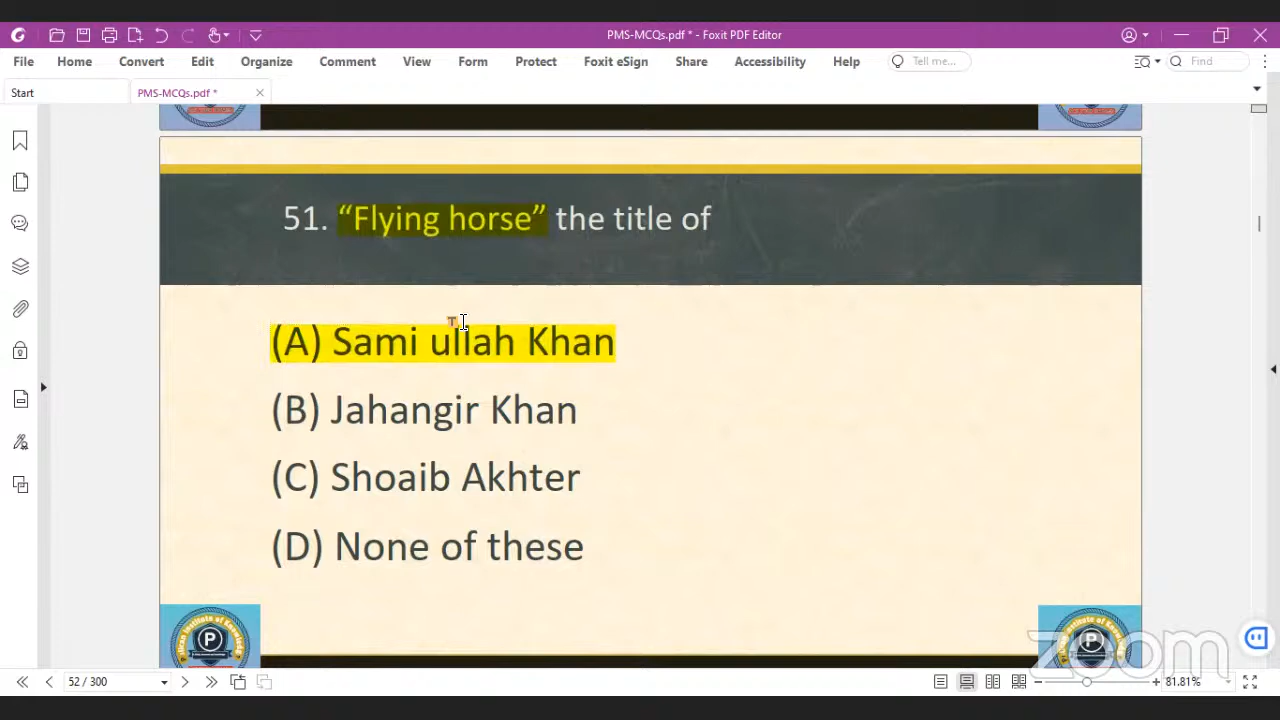 PMS-MCQs.pdf * - Foxit PDF Editor
File Home Convert Edit Organize Comment View Form Protect Foxit eSign Share Accessibility Help Tell me... Find
Start PMS-MCQs.pdf *
51. “Flying horse” the title of
(A) Sami ullah Khan
(B) Jahangir Khan
(C) Shoaib Akhter
(D) None of these
P
P
zoom
52 / 300 81.81%